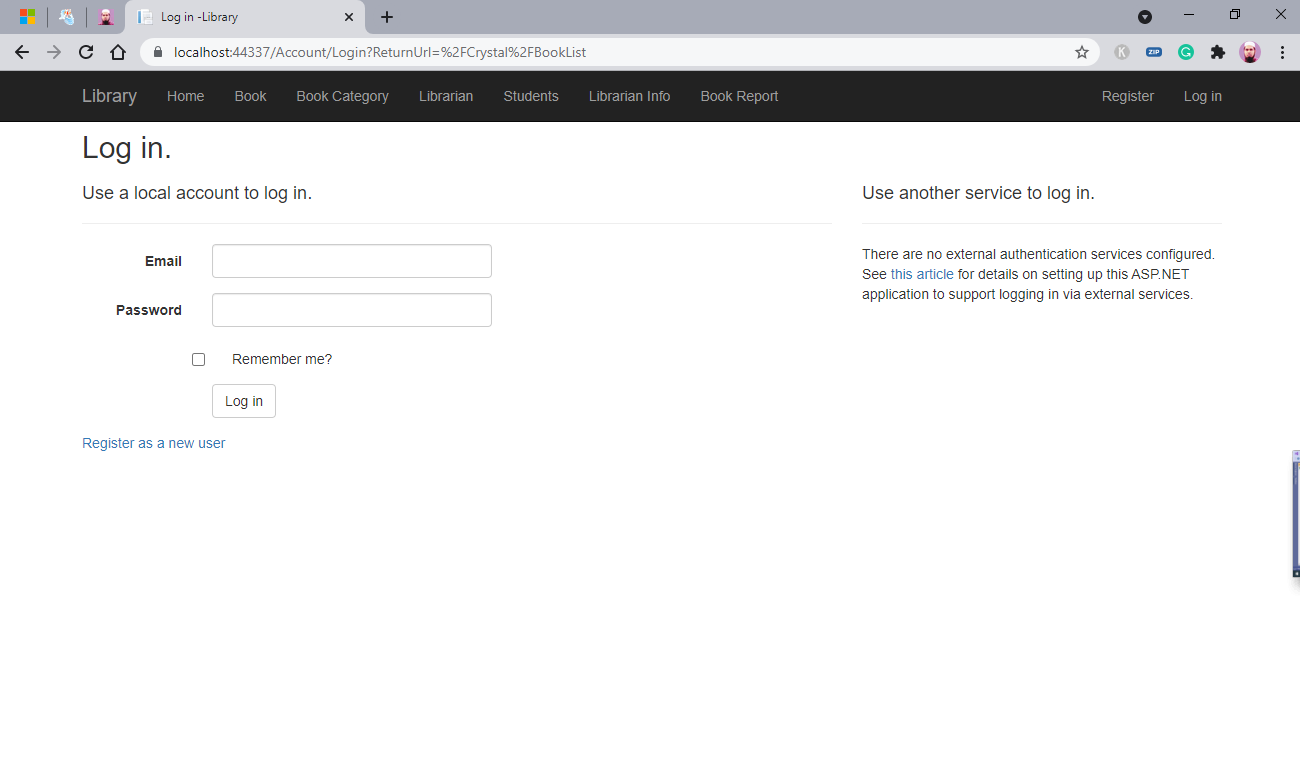 Log in -Library
localhost:44337/Account/Login?ReturnUrl=%2FCrystal%2FBookList
K
ZIP
G
Library Home Book Book Category Librarian Students Librarian Info Book Report Register Log in
Log in.
Use a local account to log in.
Email
Password
Remember me?
Log in
Register as a new user
Use another service to log in.
There are no external authentication services configured.
See this article for details on setting up this ASP.NET
application to support logging in via external services.